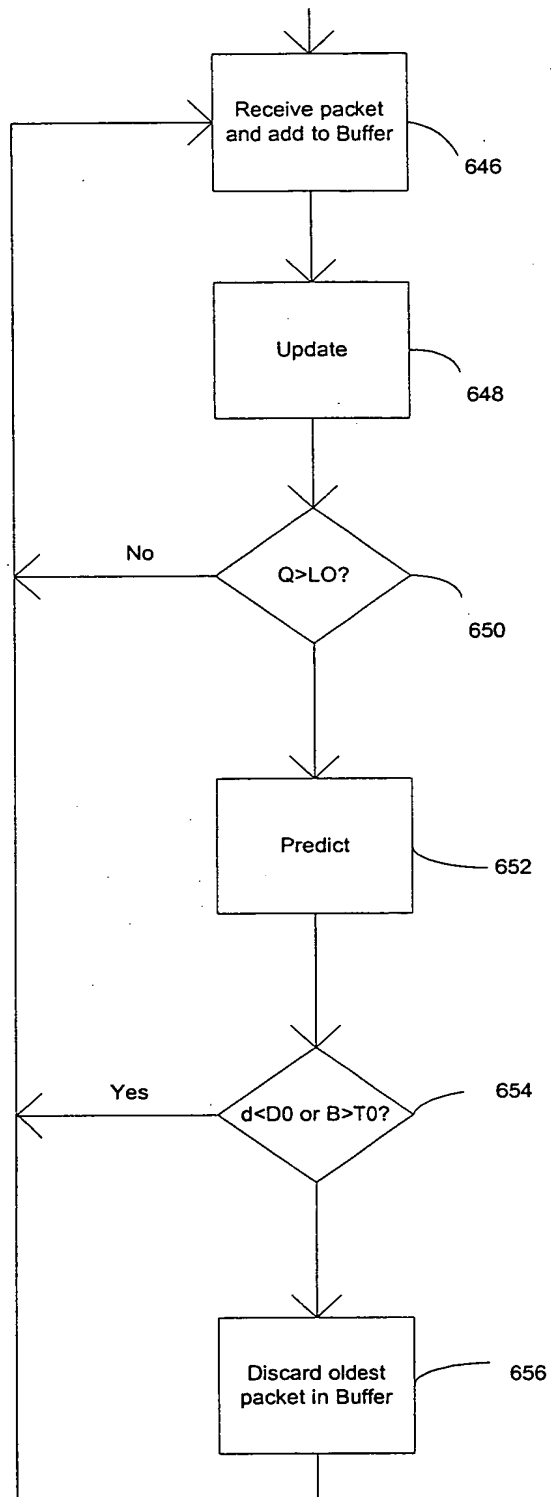 Receive packet
and add to Buffer
646
Update
648
No
Q>LO?
650
Predict
652
Yes
d<D0 or B>T0?
654
Discard oldest
packet in Buffer
656